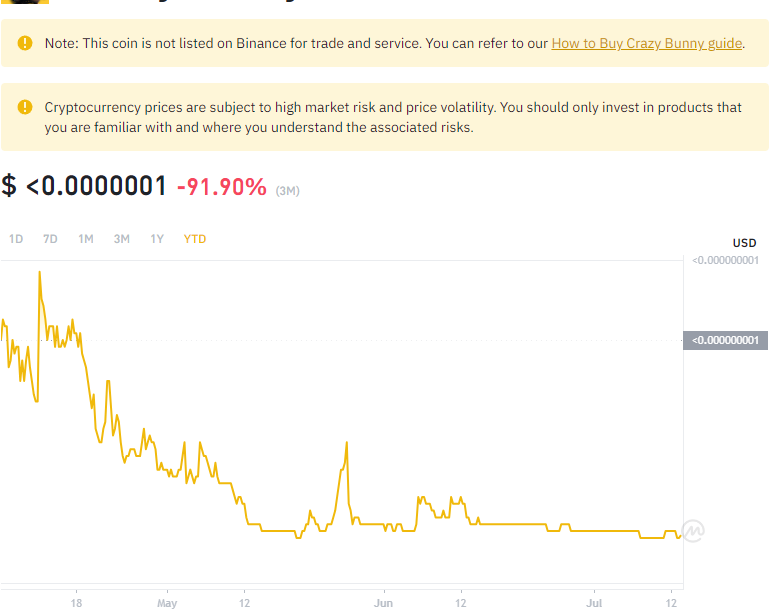 Note: This coin is not listed on Binance for trade and service. You can refer to our How to Buy Crazy Bunny guide.
Cryptocurrency prices are subject to high market risk and price volatility. You should only invest in products that
you are familiar with and where you understand the associated risks.
$ <0.0000001 -91.90% (3M)
1D 7D 1M 3M 1Y YTD
USD
<0.000000001
<0.000000001
18 May 12 Jun 12 Jul 12